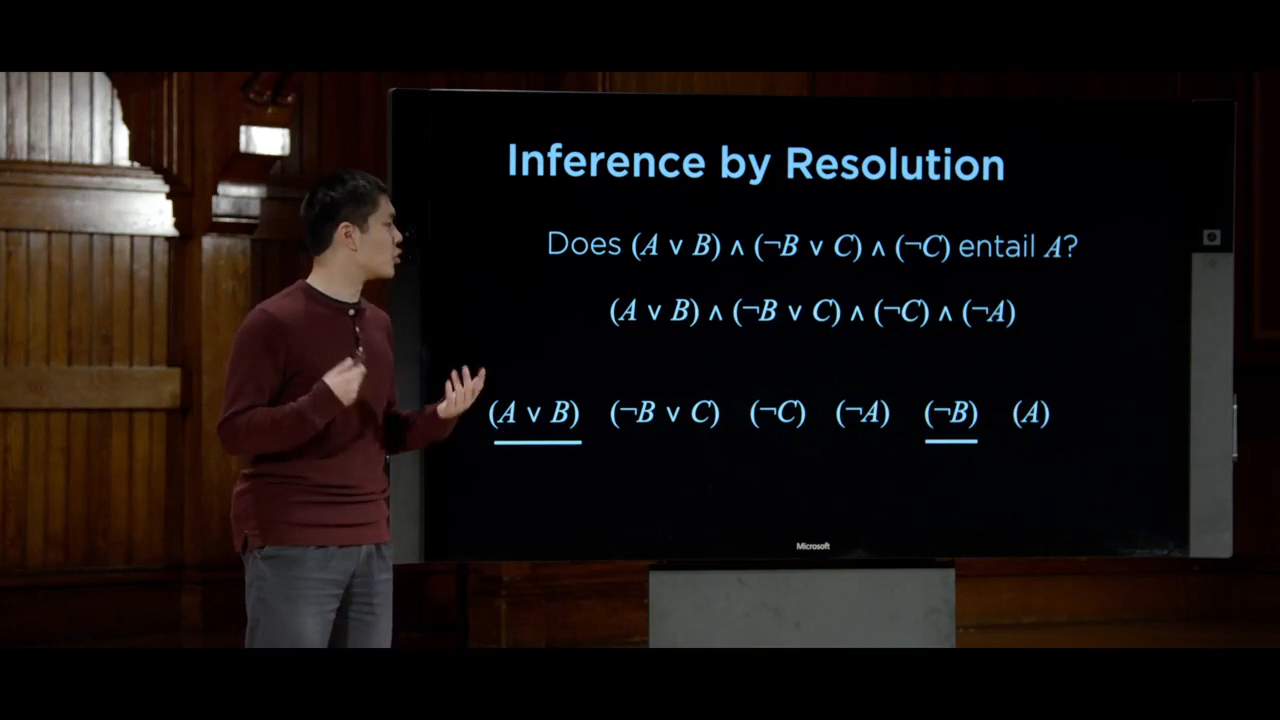 Inference by Resolution
Does (A ∨ B) ∧ (¬B ∨ C) ∧ (¬C) entail A?
(A ∨ B) ∧ (¬B ∨ C) ∧ (¬C) ∧ (¬A)
(A ∨ B) (¬B ∨ C) (¬C) (¬A) (¬B) (A)
Microsoft